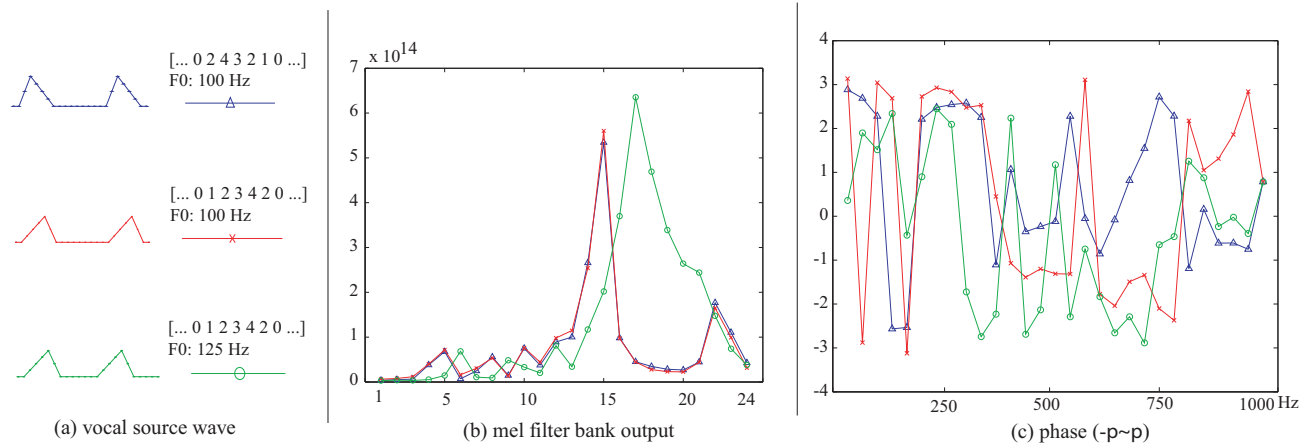 [... 0 2 4 3 2 1 0 ...]
F0: 100 Hz
[... 0 1 2 3 4 2 0 ...]
F0: 100 Hz
[... 0 1 2 3 4 2 0 ...]
F0: 125 Hz
(a) vocal source wave
x 10^14
7
6
5
4
3
2
1
0
1 5 10 15 20 24
(b) mel filter bank output
4
3
2
1
0
-1
-2
-3
-4
250 500 750 1000 Hz
(c) phase (-p~p)